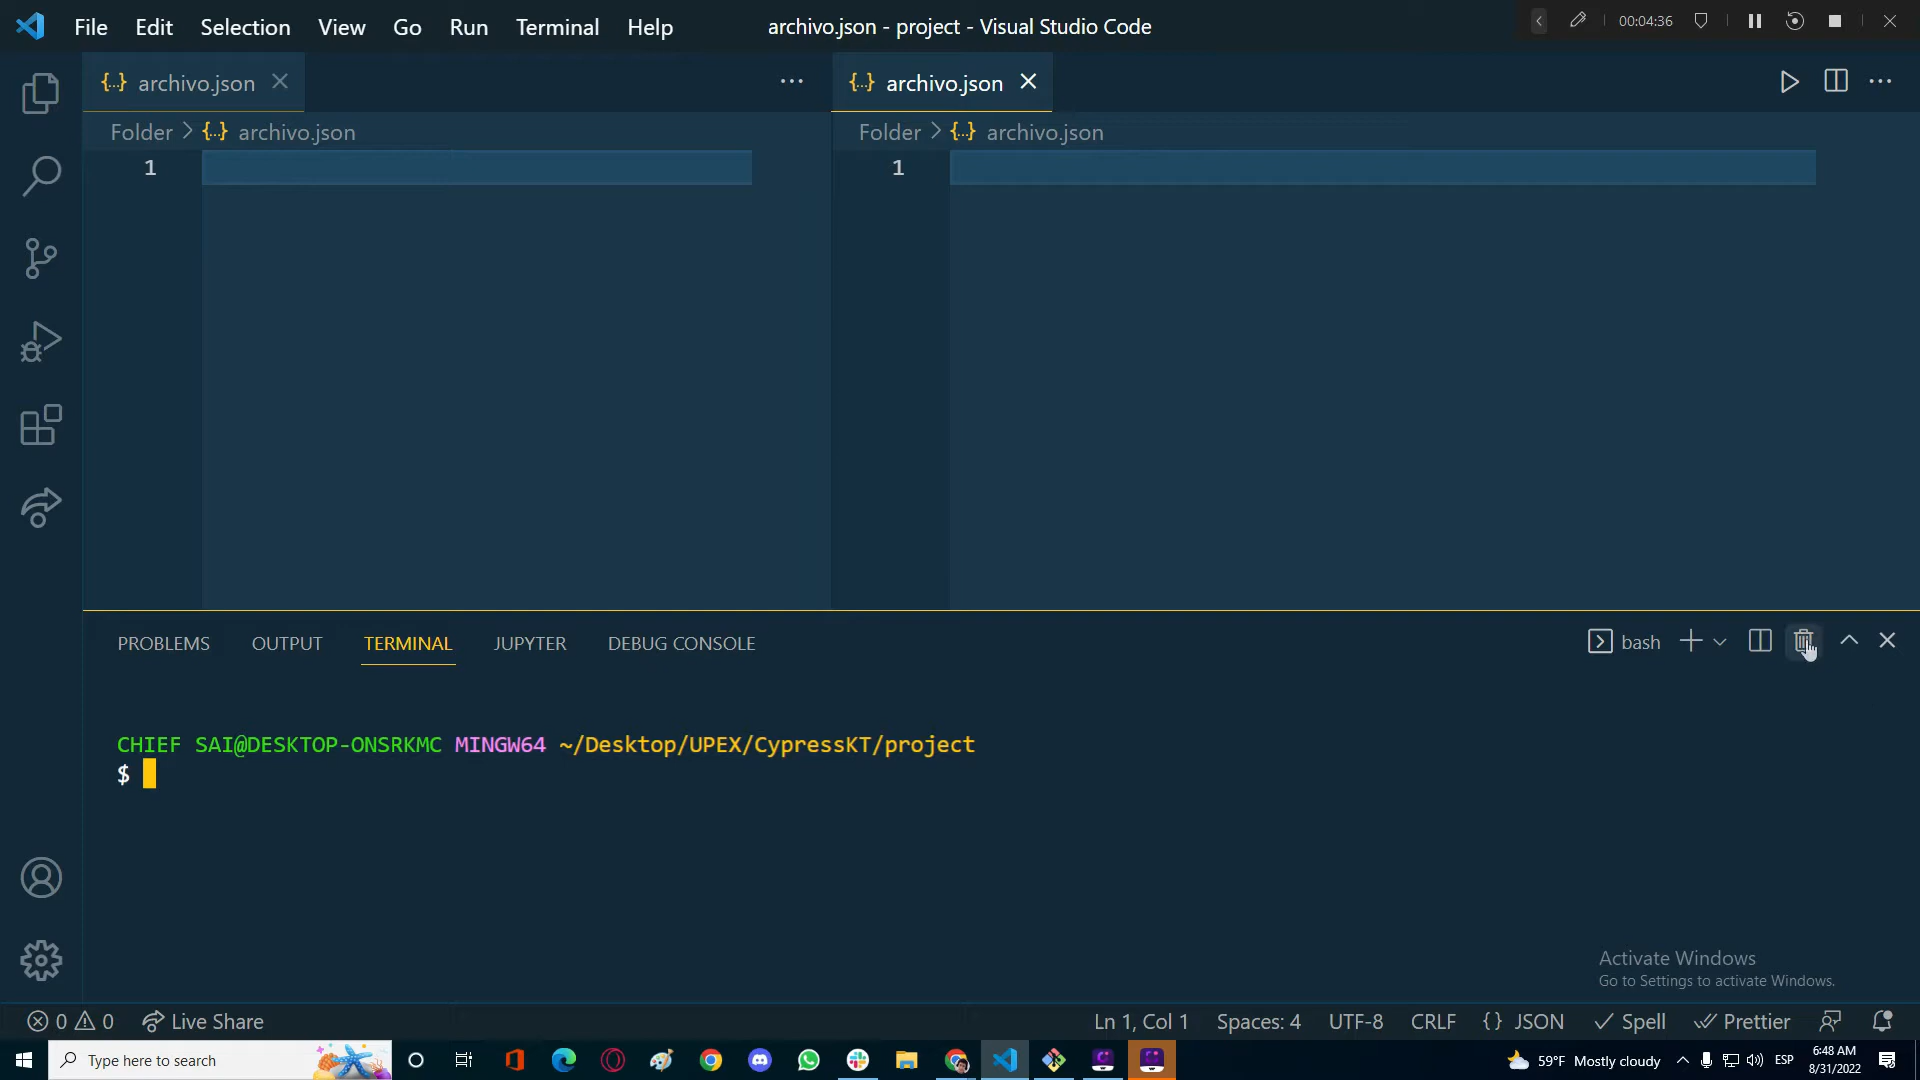 File Edit Selection View Go Run Terminal Help archivo.json - project - Visual Studio Code 00:04:36
{..} archivo.json ··· {..} archivo.json ···
Folder > {..} archivo.json Folder > {..} archivo.json
1 1
PROBLEMS OUTPUT TERMINAL JUPYTER DEBUG CONSOLE bash
CHIEF SAI@DESKTOP-ONSRKMC MINGW64 ~/Desktop/UPEX/CypressKT/project
$
Activate Windows
Go to Settings to activate Windows.
0 0 Live Share Ln 1, Col 1 Spaces: 4 UTF-8 CRLF {} JSON Spell Prettier
Type here to search 59°F Mostly cloudy ESP 6:48 AM
8/31/2022